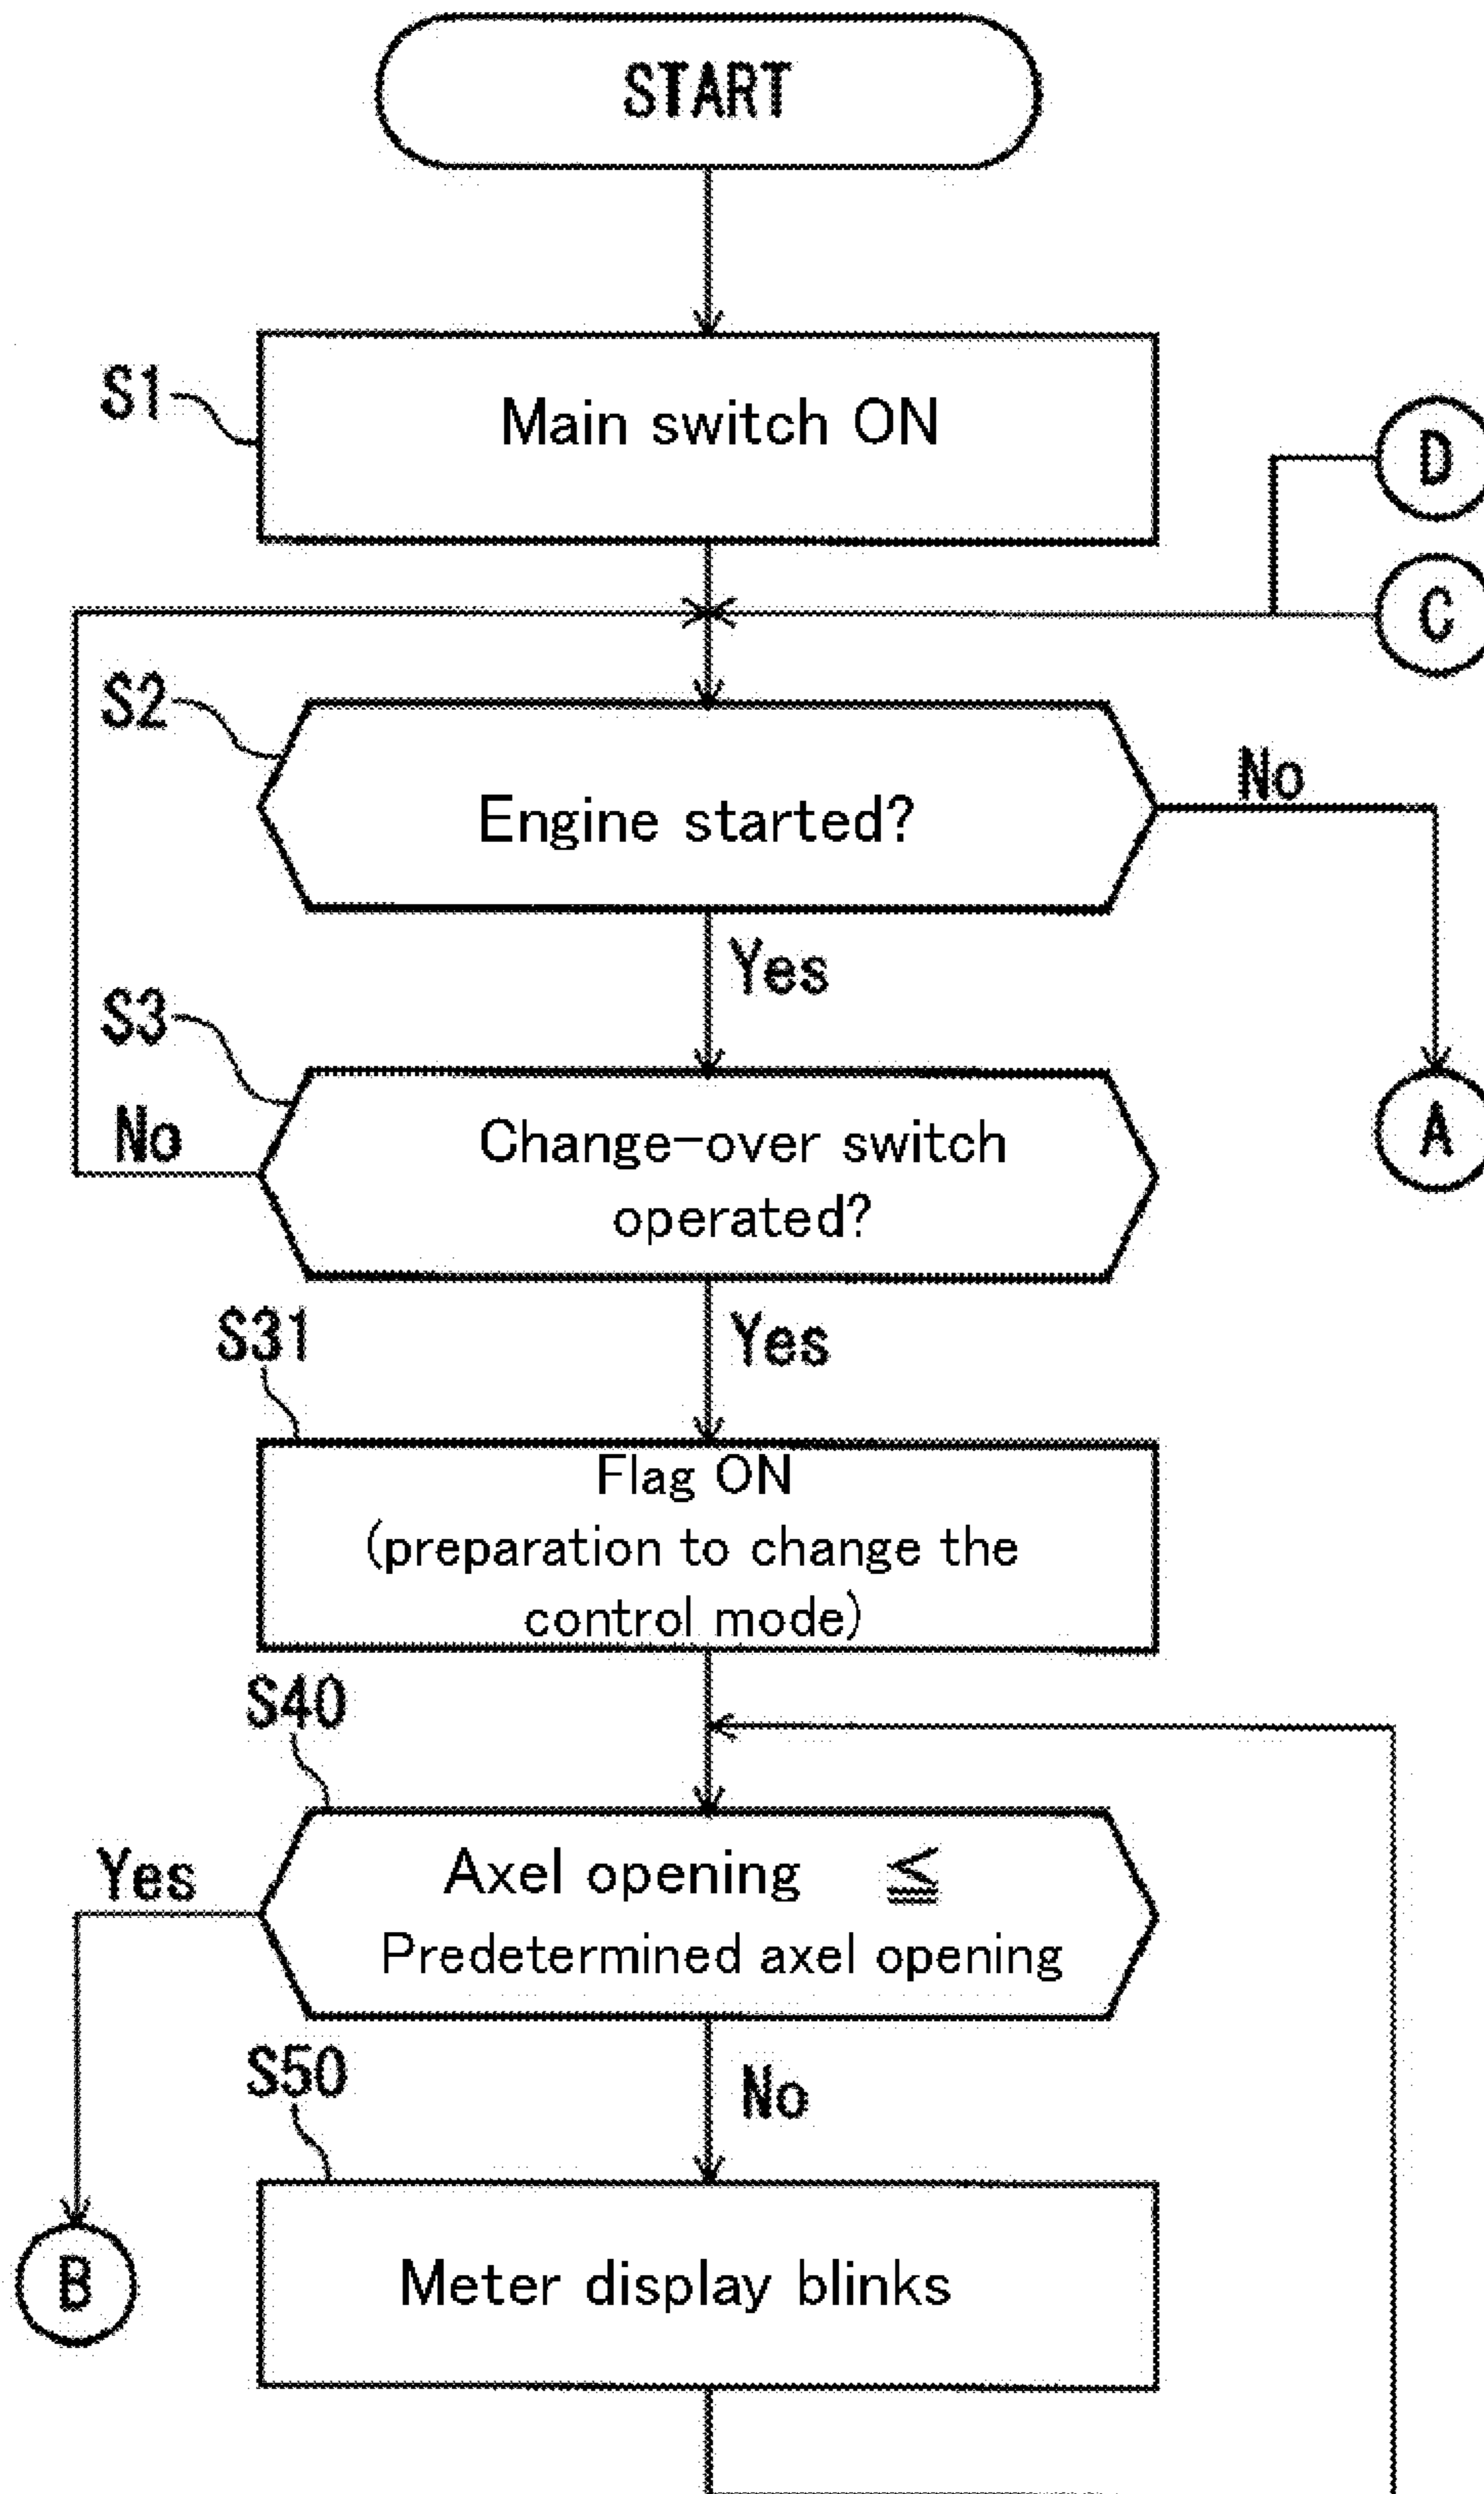 START
S1
Main switch ON
D
C
S2
Engine started?
No
Yes
S3
No
Change-over switch
operated?
A
S31
Yes
Flag ON
(preparation to change the
control mode)
S40
Yes
Axel opening ≦
Predetermined axel opening
S50
No
Meter display blinks
B